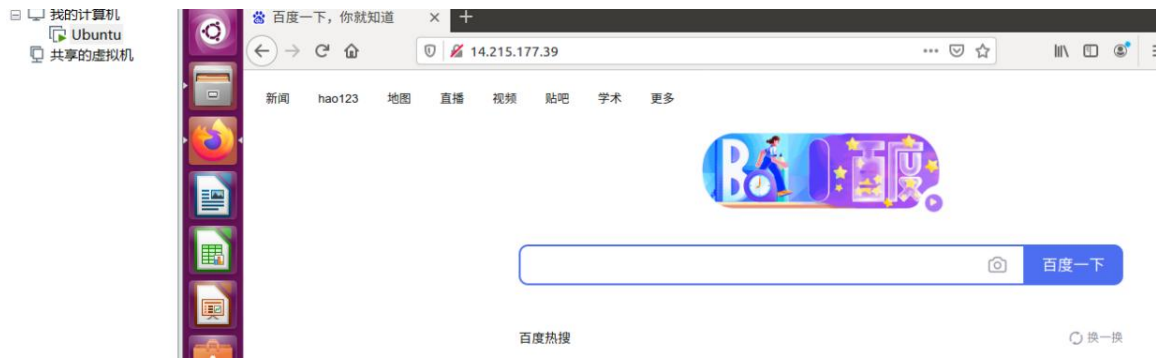 我的计算机
Ubuntu
共享的虚拟机
百度一下，你就知道
14.215.177.39
新闻 hao123 地图 直播 视频 贴吧 学术 更多
百度
百度一下
百度热搜
换一换